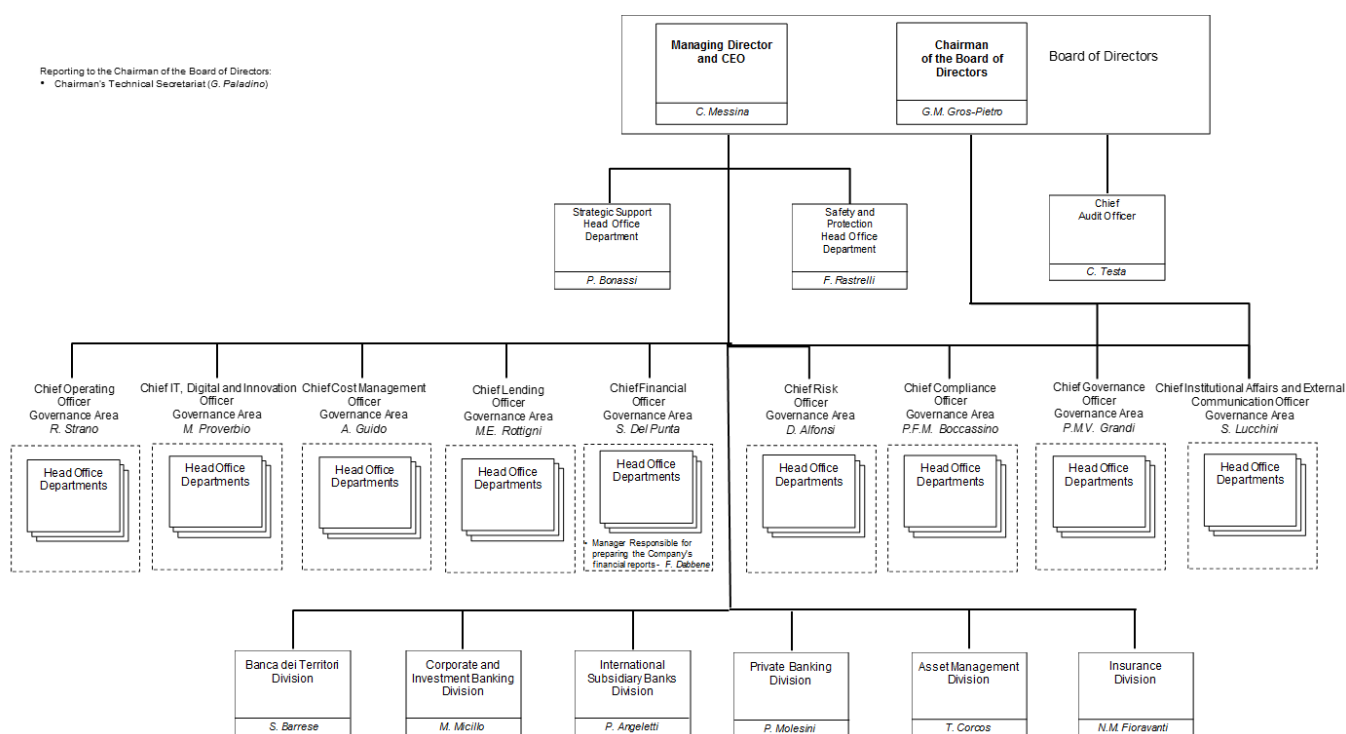 Managing Director
and CEO
C. Messina
Chairman
of the Board of
Directors
G.M. Gros-Pietro
Board of Directors
Reporting to the Chairman of the Board of Directors:
• Chairman's Technical Secretariat (G. Paladino)
Strategic Support
Head Office
Department
P. Bonassi
Safety and
Protection
Head Office
Department
F. Rastrelli
Chief
Audit Officer
C. Testa
Chief Operating
Officer
Governance Area
R. Strano
Chief IT, Digital and Innovation
Officer
Governance Area
M. Proverbio
Chief Cost Management
Officer
Governance Area
A. Guido
Chief Lending
Officer
Governance Area
M.E. Rottigni
Chief Financial
Officer
Governance Area
S. Del Punta
Chief Risk
Officer
Governance Area
D. Alfonsi
Chief Compliance
Officer
Governance Area
P.F.M. Boccassino
Chief Governance
Officer
Governance Area
P.M.V. Grandi
Chief Institutional Affairs and External
Communication Officer
Governance Area
S. Lucchini
Head Office
Departments
Head Office
Departments
Head Office
Departments
Head Office
Departments
Head Office
Departments
- Manager Responsible for
preparing the Company's
financial reports - F. Dabbene
Head Office
Departments
Head Office
Departments
Head Office
Departments
Head Office
Departments
Banca dei Territori
Division
S. Barrese
Corporate and
Investment Banking
Division
M. Micillo
International
Subsidiary Banks
Division
P. Angeletti
Private Banking
Division
P. Molesini
Asset Management
Division
T. Corcos
Insurance
Division
N.M. Fioravanti